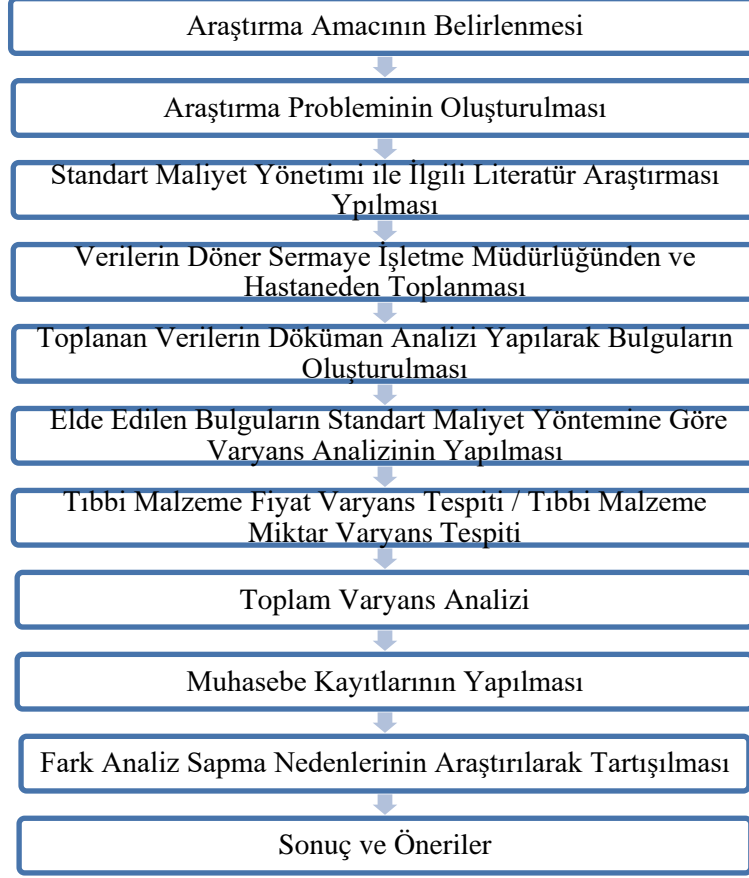 Araştırma Amacının Belirlenmesi
Araştırma Probleminin Oluşturulması
Standart Maliyet Yönetimi ile İlgili Literatür Araştırması
Ypılması
Verilerin Döner Sermaye İşletme Müdürlüğünden ve
Hastaneden Toplanması
Toplanan Verilerin Döküman Analizi Yapılarak Bulguların
Oluşturulması
Elde Edilen Bulguların Standart Maliyet Yöntemine Göre
Varyans Analizinin Yapılması
Tıbbi Malzeme Fiyat Varyans Tespiti / Tıbbi Malzeme
Miktar Varyans Tespiti
Toplam Varyans Analizi
Muhasebe Kayıtlarının Yapılması
Fark Analiz Sapma Nedenlerinin Araştırılarak Tartışılması
Sonuç ve Öneriler